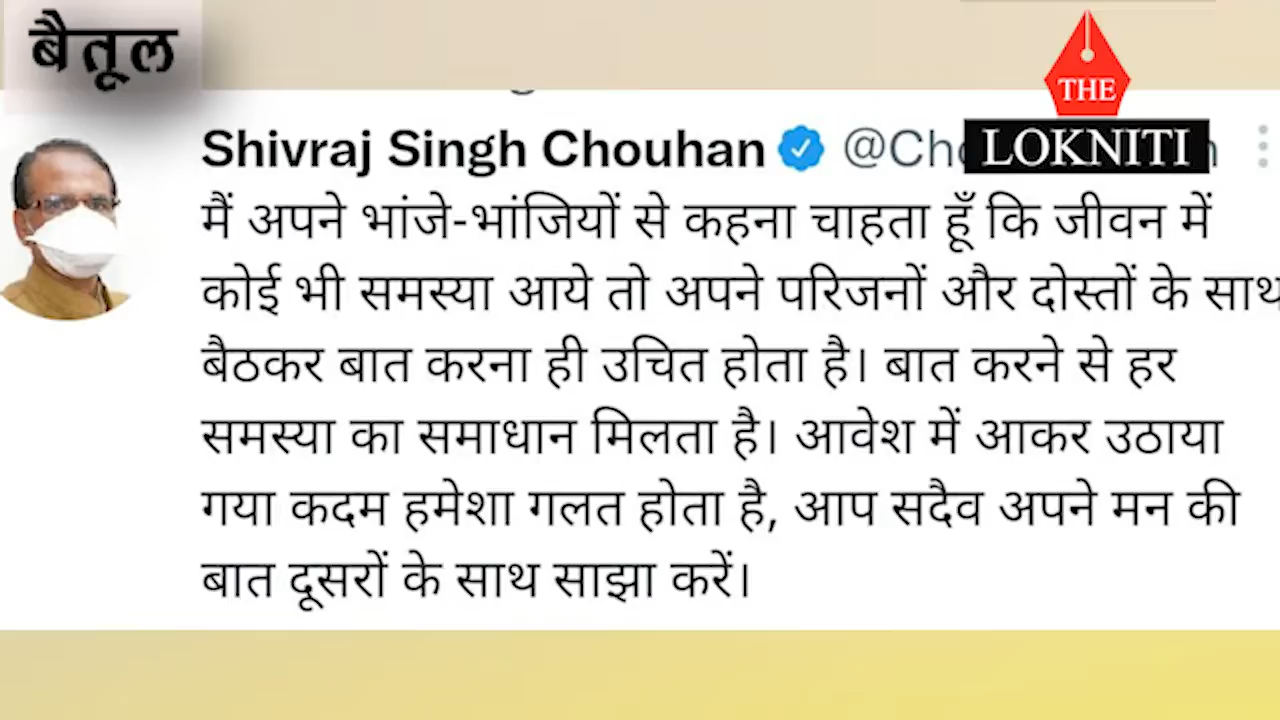 बैतूल
THE
LOKNITI
Shivraj Singh Chouhan
मैं अपने भांजे-भांजियों से कहना चाहता हूँ कि जीवन में
कोई भी समस्या आये तो अपने परिजनों और दोस्तों के साथ
बैठकर बात करना ही उचित होता है। बात करने से हर
समस्या का समाधान मिलता है। आवेश में आकर उठाया
गया कदम हमेशा गलत होता है, आप सदैव अपने मन की
बात दूसरों के साथ साझा करें।